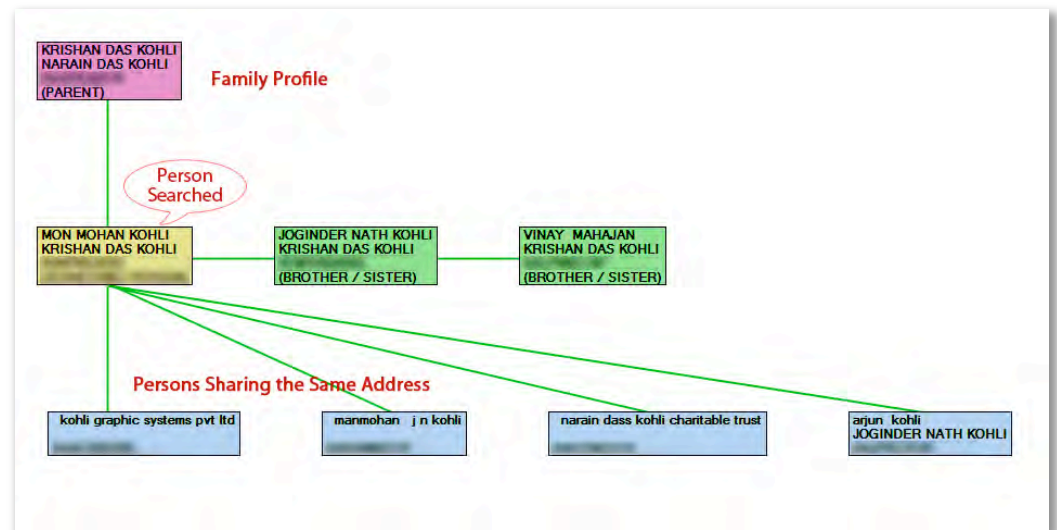 KRISHAN DAS KOHLI
NARAIN DAS KOHLI
(PARENT)
Family Profile
Person
Searched
MON MOHAN KOHLI
KRISHAN DAS KOHLI
JOGINDER NATH KOHLI
KRISHAN DAS KOHLI
(BROTHER / SISTER)
VINAY MAHAJAN
KRISHAN DAS KOHLI
(BROTHER / SISTER)
Persons Sharing the Same Address
kohli graphic systems pvt ltd
manmohan j n kohli
narain dass kohli charitable trust
arjun kohli
JOGINDER NATH KOHLI